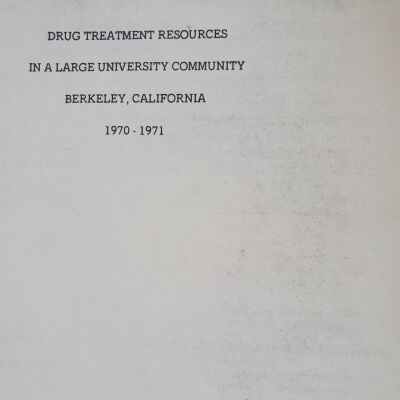 DRUG TREATMENT RESOURCES
IN A LARGE UNIVERSITY COMMUNITY
BERKELEY, CALIFORNIA
1970 - 1971